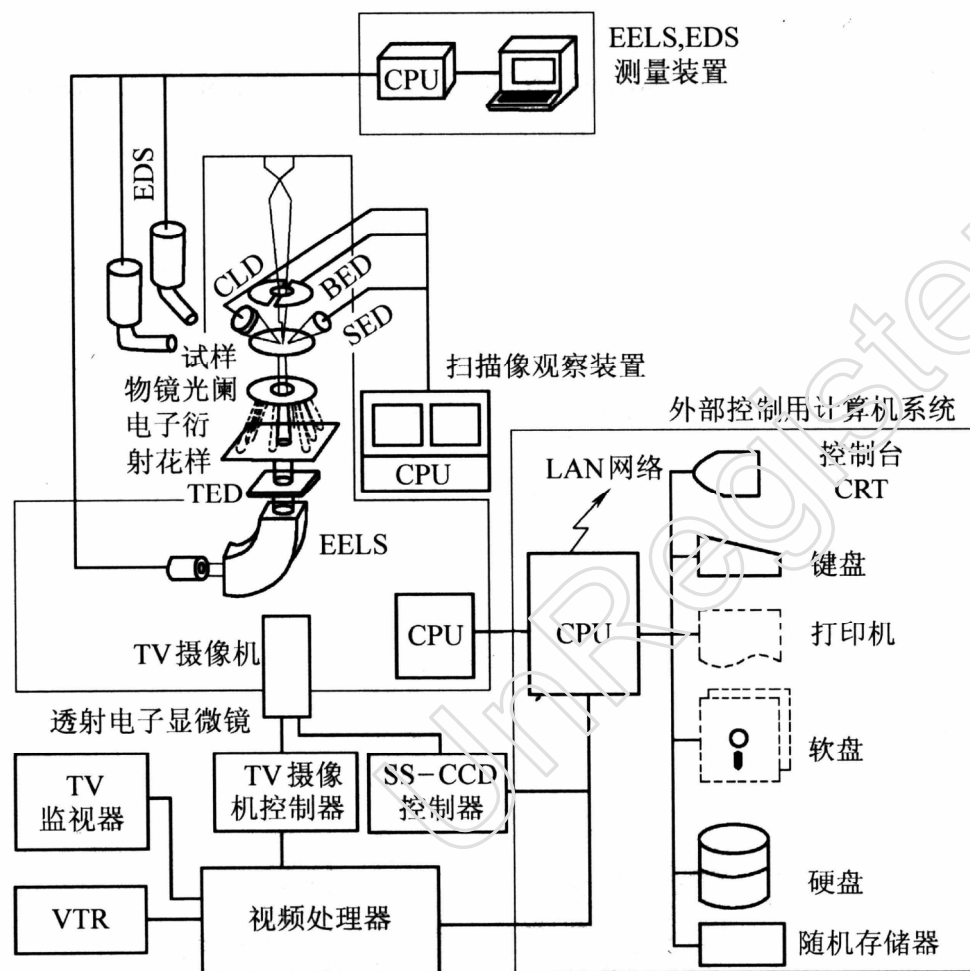 EELS,EDS
测量装置
CPU
EDS
CLD
BED
SED
试样
物镜光阑
电子衍
射花样
TED
EELS
扫描像观察装置
CPU
外部控制用计算机系统
LAN网络
控制台
CRT
键盘
CPU
CPU
打印机
TV摄像机
透射电子显微镜
软盘
TV
监视器
TV摄像
机控制器
SS-CCD
控制器
硬盘
VTR
视频处理器
随机存储器
UnRegiste